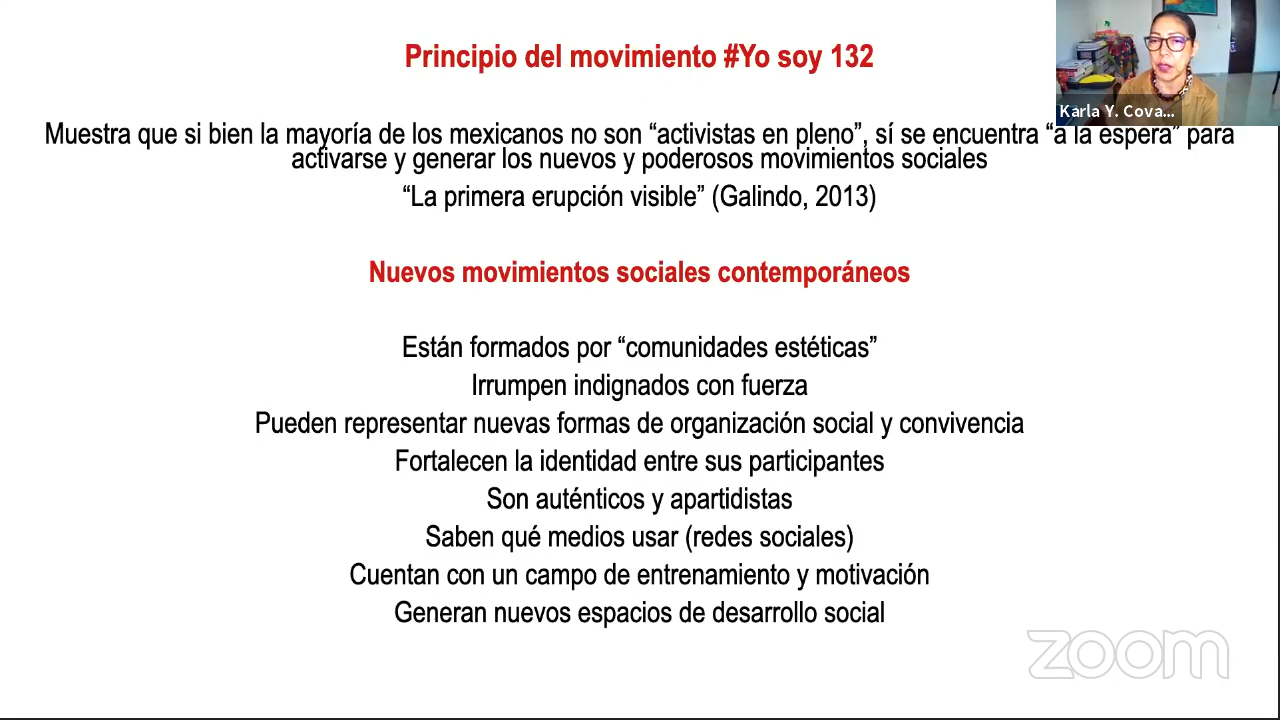 Principio del movimiento #Yo soy 132
Karla Y. Cova...
Muestra que si bien la mayoría de los mexicanos no son “activistas en pleno”, sí se encuentra “a la espera” para
activarse y generar los nuevos y poderosos movimientos sociales
“La primera erupción visible” (Galindo, 2013)
Nuevos movimientos sociales contemporáneos
Están formados por “comunidades estéticas”
Irrumpen indignados con fuerza
Pueden representar nuevas formas de organización social y convivencia
Fortalecen la identidad entre sus participantes
Son auténticos y apartidistas
Saben qué medios usar (redes sociales)
Cuentan con un campo de entrenamiento y motivación
Generan nuevos espacios de desarrollo social
zoom